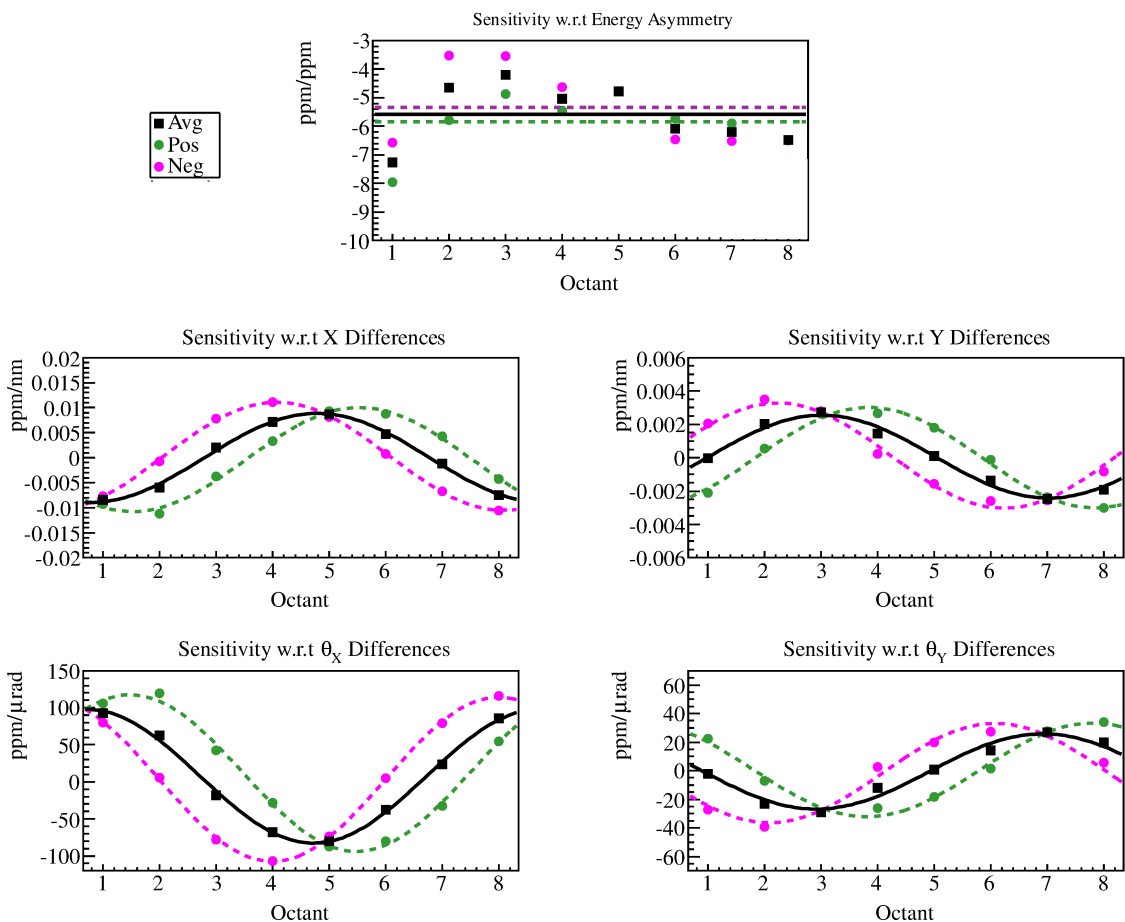 Sensitivity w.r.t Energy Asymmetry
ppm/ppm
-3
-4
-5
-6
-7
-8
-9
-10
1 2 3 4 5 6 7 8
Octant
Avg
Pos
Neg
Sensitivity w.r.t X Differences
ppm/nm
0.02
0.015
0.01
0.005
0
-0.005
-0.01
-0.015
-0.02
1 2 3 4 5 6 7 8
Octant
Sensitivity w.r.t Y Differences
ppm/nm
0.006
0.004
0.002
0
-0.002
-0.004
-0.006
1 2 3 4 5 6 7 8
Octant
Sensitivity w.r.t θX Differences
ppm/μrad
150
100
50
0
-50
-100
1 2 3 4 5 6 7 8
Octant
Sensitivity w.r.t θY Differences
ppm/μrad
60
40
20
0
-20
-40
-60
1 2 3 4 5 6 7 8
Octant